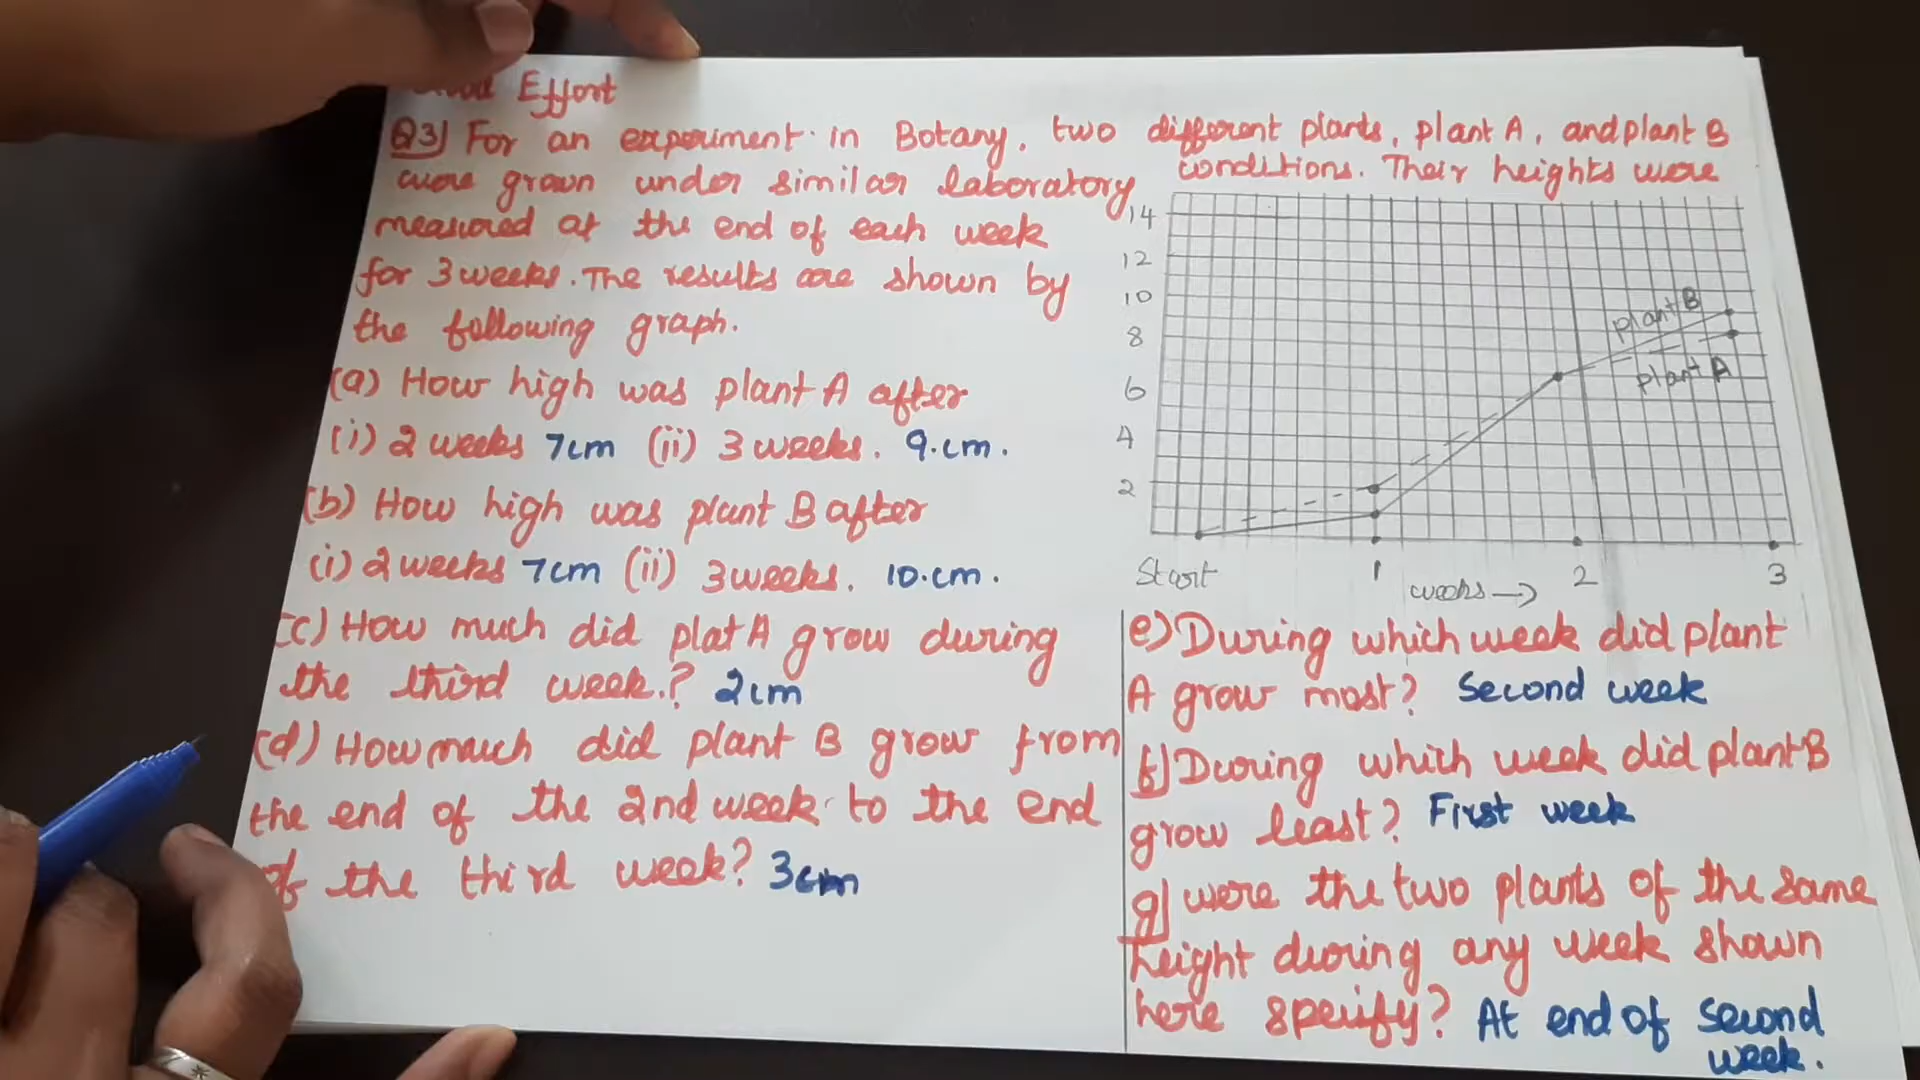 Effort
Q3) For an experiment in Botany, two different plants, plant A, and plant B
were grown under similar laboratory conditions. Their heights were
measured at the end of each week
for 3 weeks. The results are shown by
the following graph.
(a) How high was plant A after
(i) 2 weeks 7cm (ii) 3 weeks. 9.cm.
(b) How high was plant B after
(i) 2 weeks 7cm (ii) 3 weeks. 10.cm.
(c) How much did plat A grow during
the third week.? 2cm
(d) How much did plant B grow from
the end of the 2nd week to the end
of the third week? 3cm
14
12
10
8
6
4
2
plant B
plant A
Start 1 2 3
weeks →
e) During which week did plant
A grow most? Second week
f) During which week did plant B
grow least? First week
g) were the two plants of the same
height during any week shown
here specify? At end of second
week.